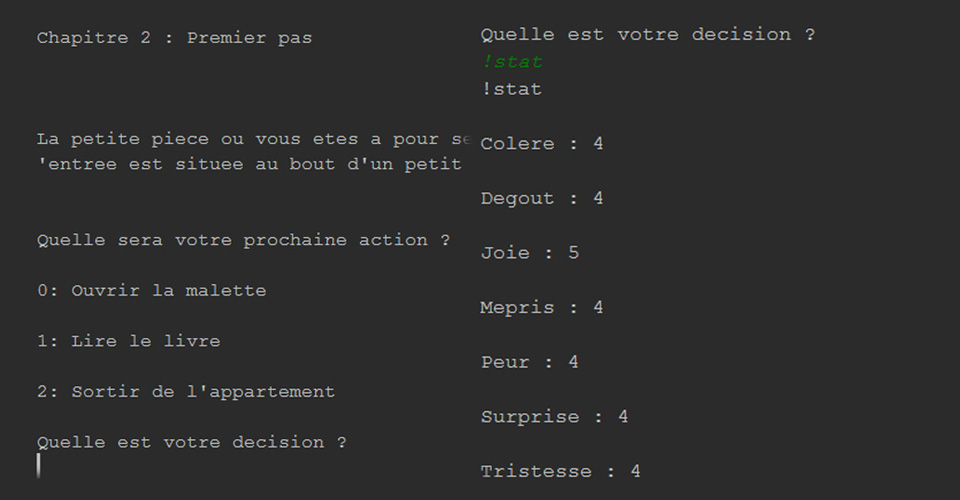 Chapitre 2 : Premier pas
La petite piece ou vous etes a pour
'entree est situee au bout d'un petit
Quelle sera votre prochaine action ?
0: Ouvrir la malette
1: Lire le livre
2: Sortir de l'appartement
Quelle est votre decision ?
Quelle est votre decision ?
!stat
!stat
Colere : 4
Degout : 4
Joie : 5
Mepris : 4
Peur : 4
Surprise : 4
Tristesse : 4